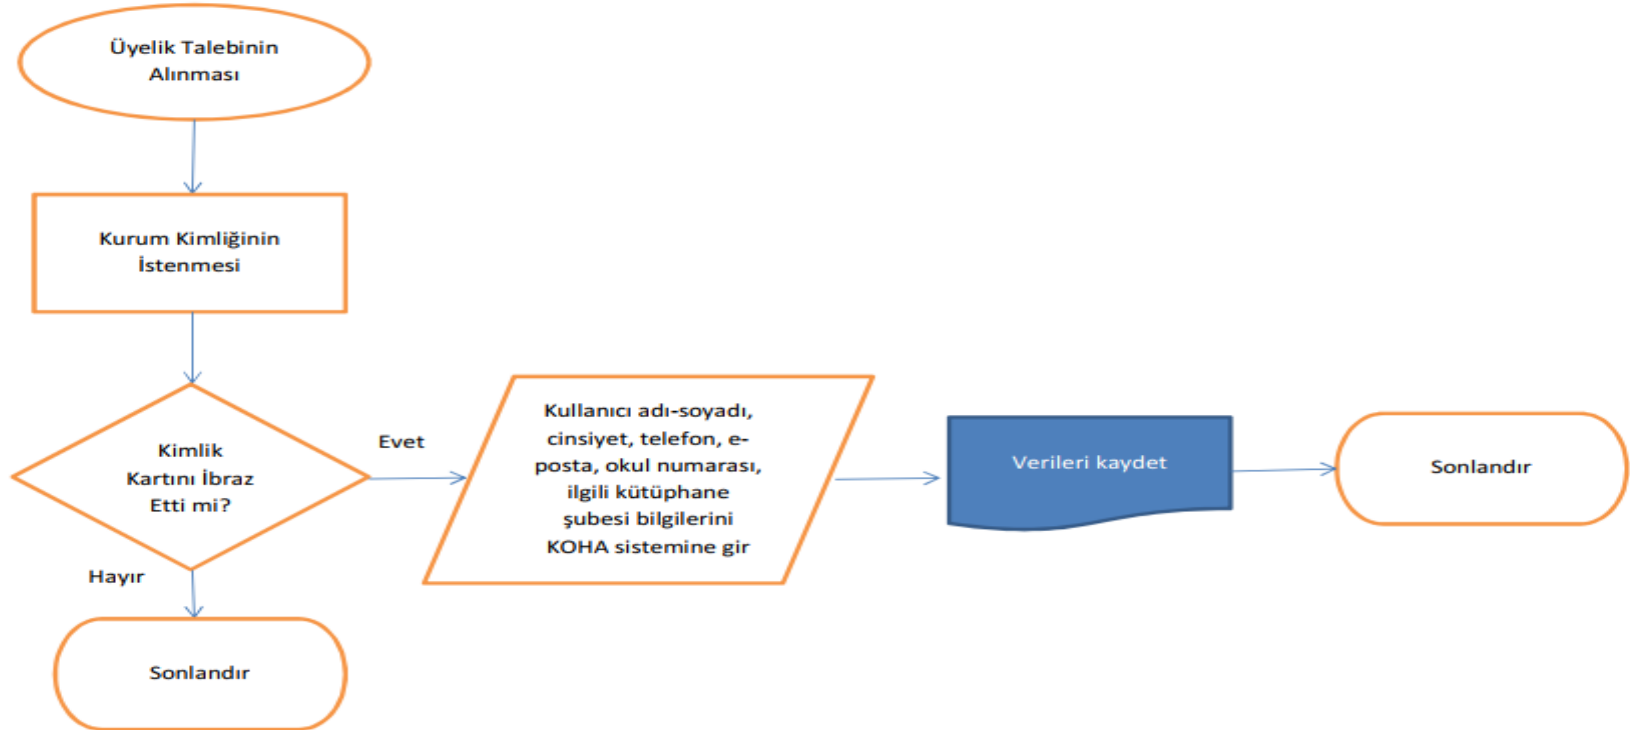 Üyelik Talebinin
Alınması
Kurum Kimliğinin
İstenmesi
Kimlik
Kartını İbraz
Etti mi?
Evet
Hayır
Sonlandır
Kullanıcı adı-soyadı,
cinsiyet, telefon, e-
posta, okul numarası,
ilgili kütüphane
şubesi bilgilerini
KOHA sistemine gir
Verileri kaydet
Sonlandır